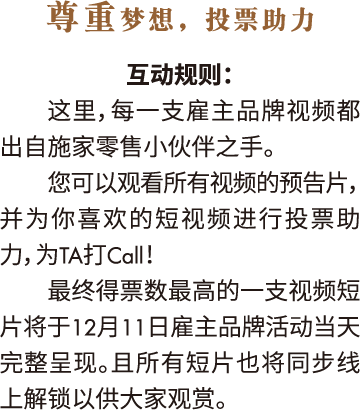 尊重梦想，投票助力
互动规则：
这里，每一支雇主品牌视频都
出自施家零售小伙伴之手。
您可以观看所有视频的预告片，
并为你喜欢的短视频进行投票助
力，为TA打Call！
最终得票数最高的一支视频短
片将于12月11日雇主品牌活动当天
完整呈现。且所有短片也将同步线
上解锁以供大家观赏。